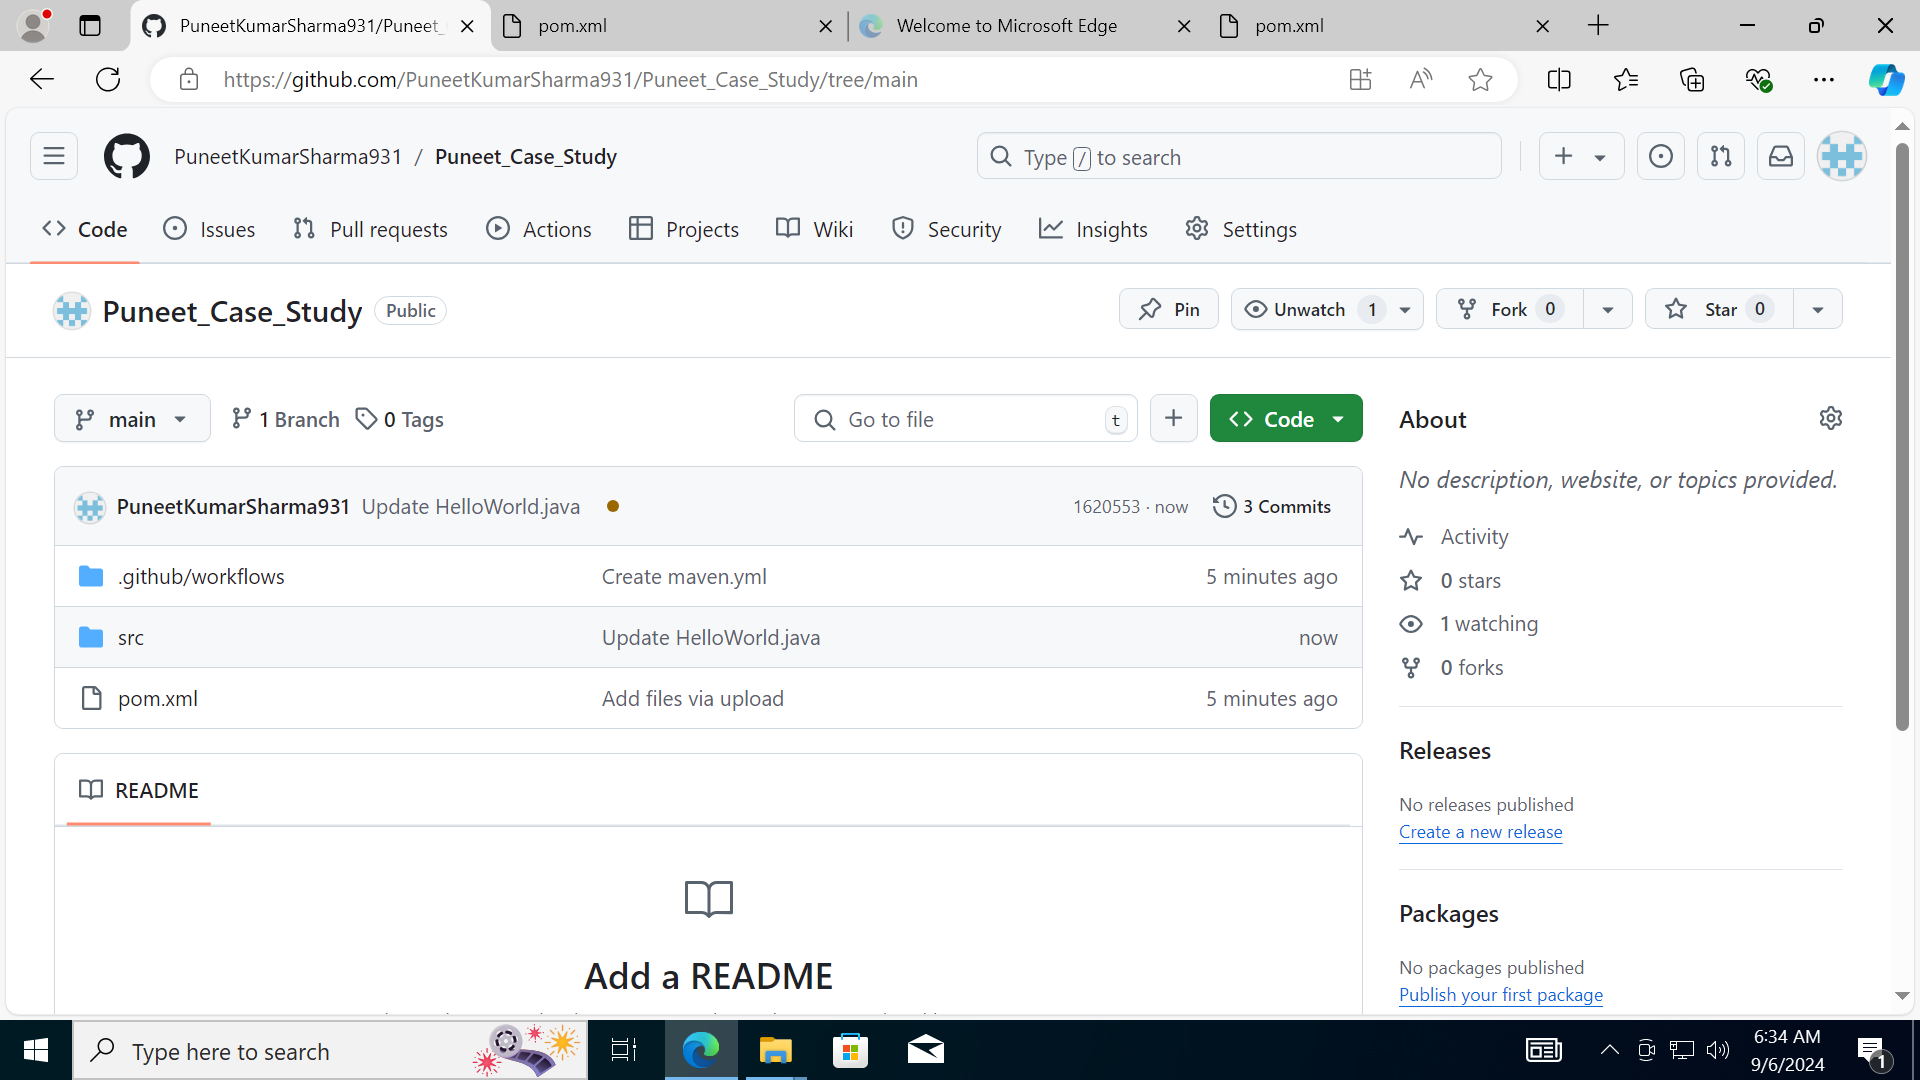 PuneetKumarSharma931/Puneet_
pom.xml
Welcome to Microsoft Edge
pom.xml
https://github.com/PuneetKumarSharma931/Puneet_Case_Study/tree/main
PuneetKumarSharma931 / Puneet_Case_Study
Type / to search
Code
Issues
Pull requests
Actions
Projects
Wiki
Security
Insights
Settings
Puneet_Case_Study
Public
Pin
Unwatch 1
Fork 0
Star 0
main
1 Branch
0 Tags
Go to file
t
Code
About
No description, website, or topics provided.
PuneetKumarSharma931 Update HelloWorld.java
1620553 · now
3 Commits
.github/workflows
Create maven.yml
5 minutes ago
src
Update HelloWorld.java
now
pom.xml
Add files via upload
5 minutes ago
Activity
0 stars
1 watching
0 forks
README
Add a README
Releases
No releases published
Create a new release
Packages
No packages published
Publish your first package
Type here to search
6:34 AM
9/6/2024
1